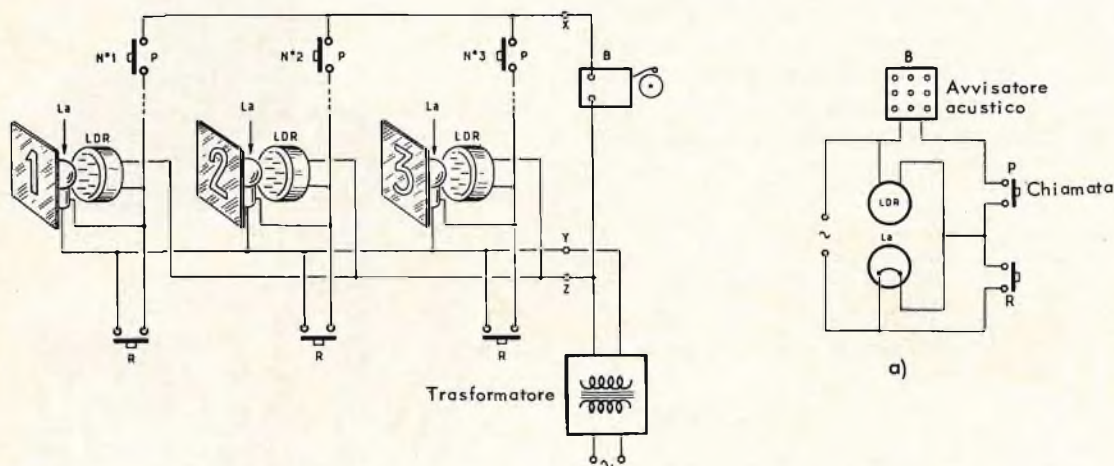 X
N°1 P
N°2 P
N°3 P
B
La
LDR
La
LDR
La
LDR
1
2
3
Y
Z
R
R
R
Trasformatore
~
B
Avvisatore
acustico
P
Chiamata
LDR
~
La
R
a)